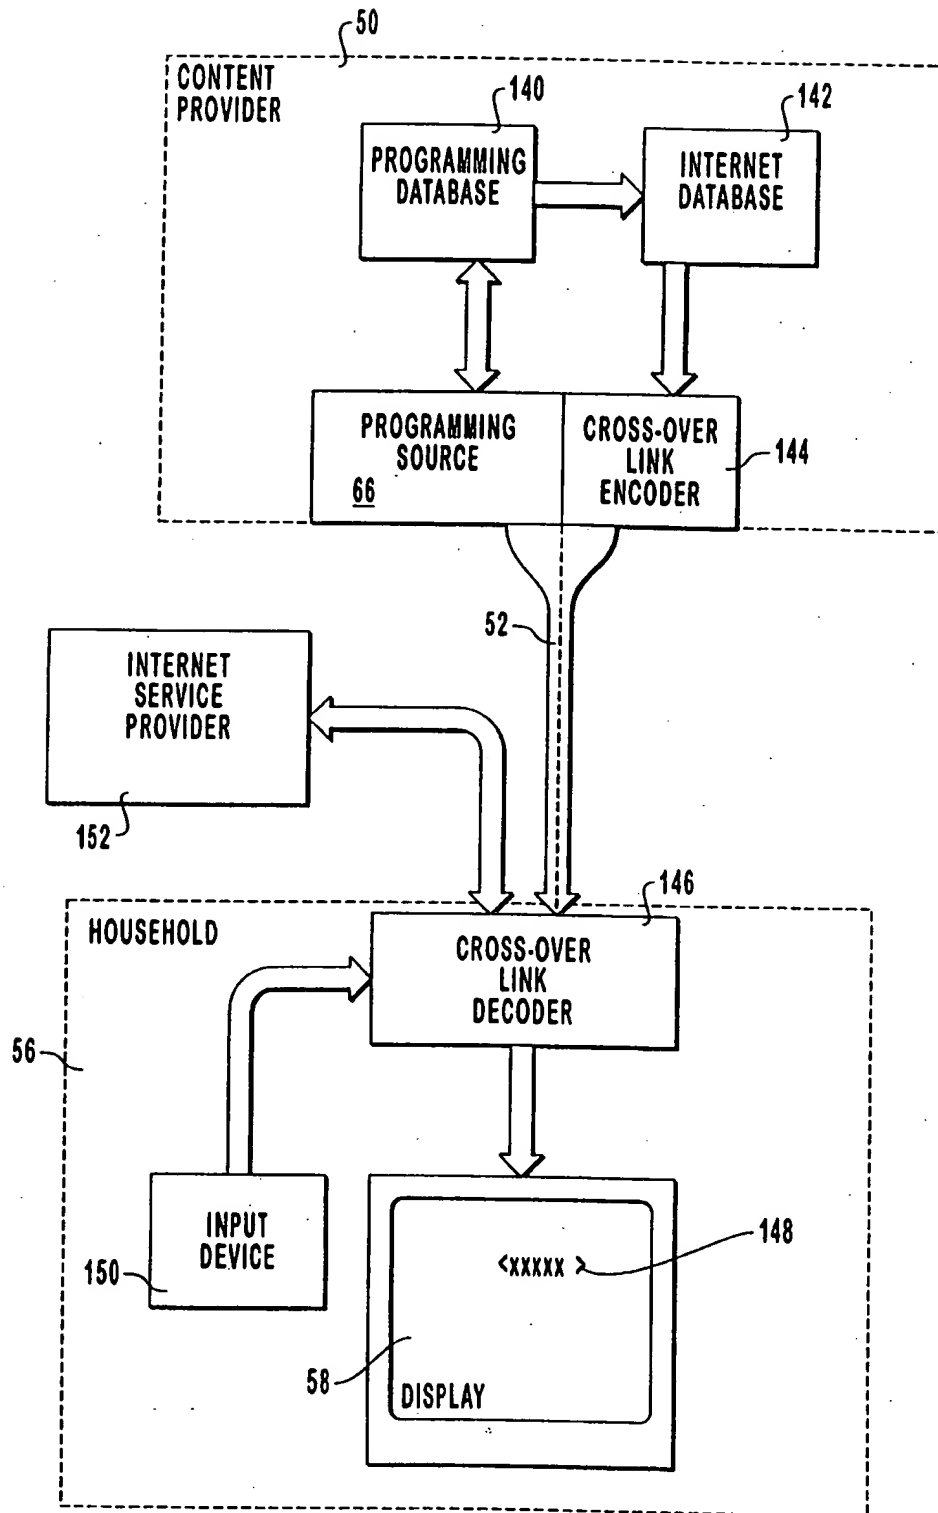 50
CONTENT
PROVIDER
140
142
PROGRAMMING
DATABASE
INTERNET
DATABASE
PROGRAMMING
SOURCE
66
CROSS-OVER
LINK
ENCODER
144
52
INTERNET
SERVICE
PROVIDER
152
146
HOUSEHOLD
CROSS-OVER
LINK
DECODER
56
INPUT
DEVICE
150
<xxxxx >
148
58
DISPLAY